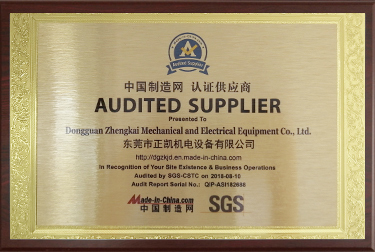 Audited Supplier
中国制造网 认证供应商
AUDITED SUPPLIER
Presented To
Dongguan Zhengkai Mechanical and Electrical Equipment Co., Ltd.
东莞市正凯机电设备有限公司
http://dgzkjd.en.made-in-china.com
In Recognition of Your Site Existence & Business Operations
Audited by SGS-CSTC on 2018-08-10
Audit Report Serial No.: QIP-ASI182658
Made-in-China.com SGS
中国制造网